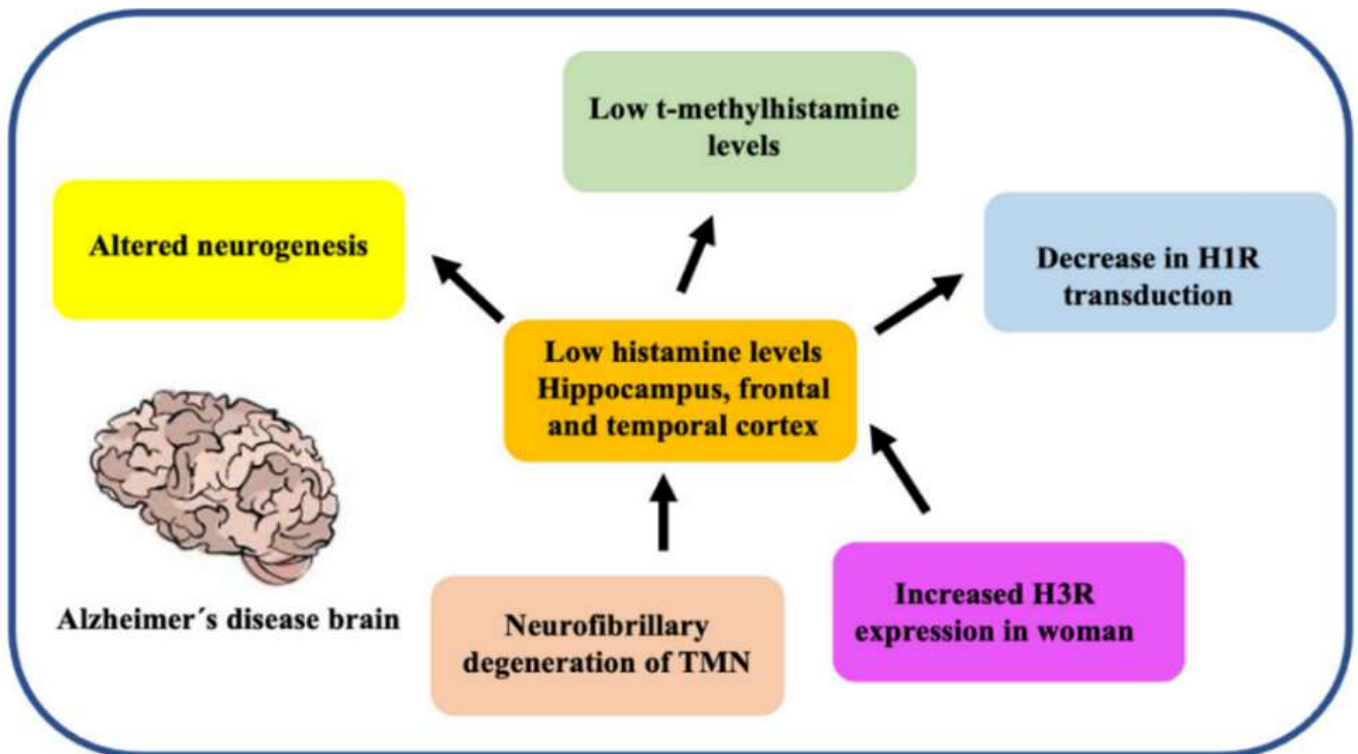 Low t-methylhistamine
levels
Altered neurogenesis
Decrease in H1R
transduction
Low histamine levels
Hippocampus, frontal
and temporal cortex
Alzheimer´s disease brain
Neurofibrillary
degeneration of TMN
Increased H3R
expression in woman